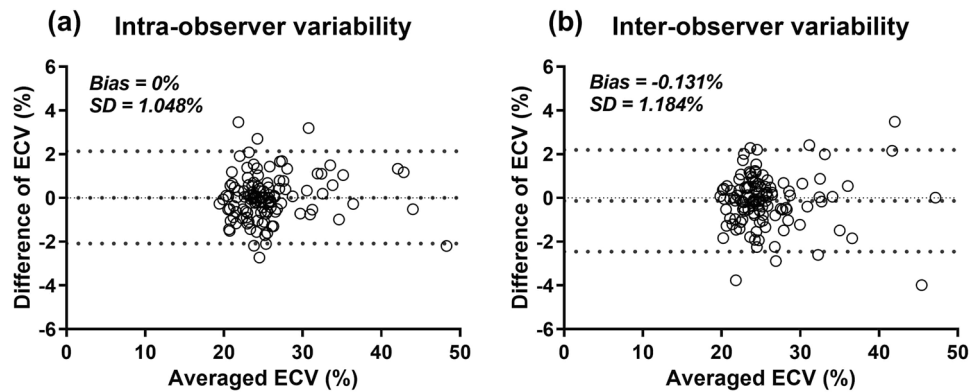 (a) Intra-observer variability
Bias = 0%
SD = 1.048%
6
4
2
0
-2
-4
-6
Difference of ECV (%)
0 10 20 30 40 50
Averaged ECV (%)
(b) Inter-observer variability
Bias = -0.131%
SD = 1.184%
6
4
2
0
-2
-4
-6
Difference of ECV (%)
0 10 20 30 40 50
Averaged ECV (%)